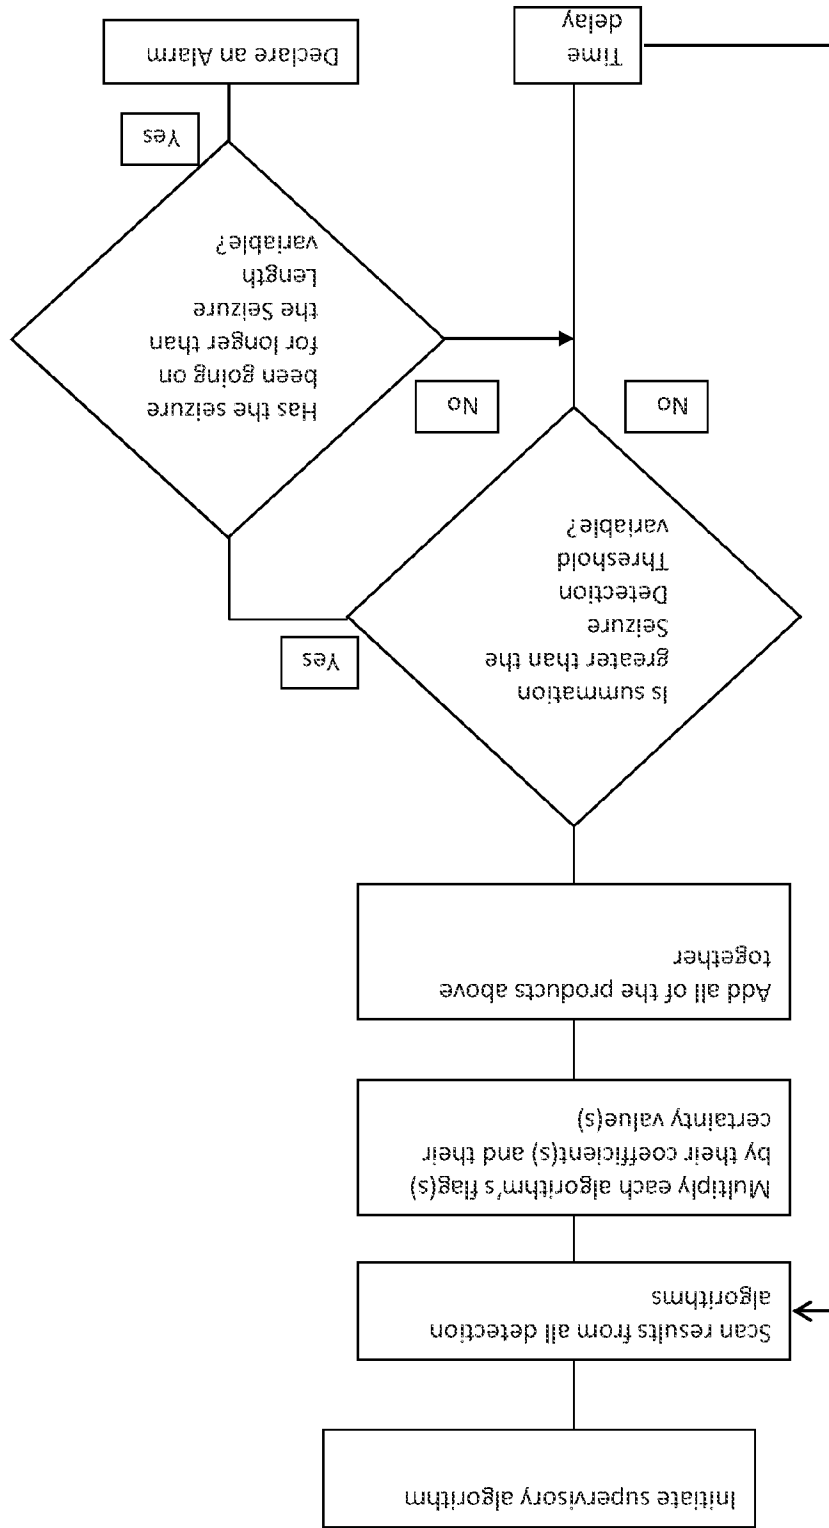 Initiate supervisory algorithm
Scan results from all detection
algorithms
Multiply each algorithm's flag(s)
by their coefficient(s) and their
certainty value(s)
Add all of the products above
together
Is summation
greater than the
Seizure
Detection
Threshold
variable?
Yes
No
No
Has the seizure
been going on
for longer than
the Seizure
Length
variable?
Yes
Time
delay
Declare an Alarm